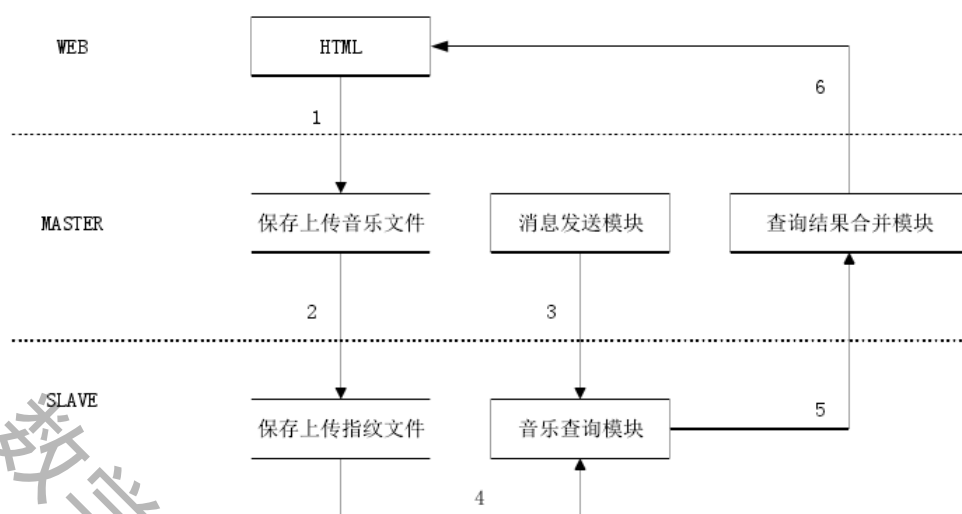 WEB
HTML
6
1
MASTER
保存上传音乐文件
消息发送模块
查询结果合并模块
2
3
SLAVE
保存上传指纹文件
音乐查询模块
5
4
数学